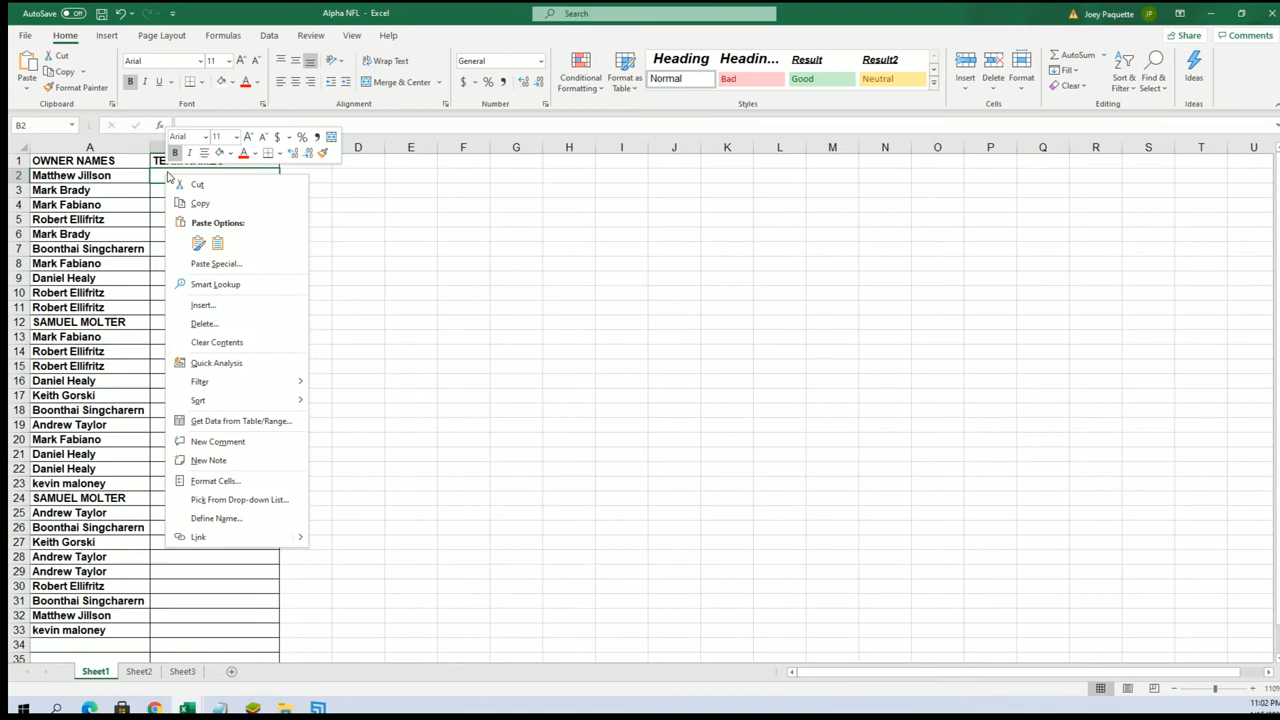 AutoSave Off
Alpha NFL - Excel
Search
Joey Paquette JP
File Home Insert Page Layout Formulas Data Review View Help
Share Comments
Paste Cut
Copy
Format Painter
Arial 11
B I U
Wrap Text
Merge & Center
General
$ %
Conditional Formatting
Format as Table
Heading Headin... Result Result2
Normal Bad Good Neutral
Insert Delete Format
AutoSum
Fill
Clear
Sort & Filter
Find & Select
Ideas
Clipboard Font Alignment Number Styles Cells Editing Ideas
B2
fx
Arial 11
B I
A D E F G H I J K L M N O P Q R S T U
1 OWNER NAMES
2 Matthew Jillson
3 Mark Brady
4 Mark Fabiano
5 Robert Ellifritz
6 Mark Brady
7 Boonthai Singcharern
8 Mark Fabiano
9 Daniel Healy
10 Robert Ellifritz
11 Robert Ellifritz
12 SAMUEL MOLTER
13 Mark Fabiano
14 Robert Ellifritz
15 Robert Ellifritz
16 Daniel Healy
17 Keith Gorski
18 Boonthai Singcharern
19 Andrew Taylor
20 Mark Fabiano
21 Daniel Healy
22 Daniel Healy
23 kevin maloney
24 SAMUEL MOLTER
25 Andrew Taylor
26 Boonthai Singcharern
27 Keith Gorski
28 Andrew Taylor
29 Andrew Taylor
30 Robert Ellifritz
31 Boonthai Singcharern
32 Matthew Jillson
33 kevin maloney
34
35
Cut
Copy
Paste Options:
Paste Special...
Smart Lookup
Insert...
Delete...
Clear Contents
Quick Analysis
Filter
Sort
Get Data from Table/Range...
New Comment
New Note
Format Cells...
Pick From Drop-down List...
Define Name...
Link
Sheet1 Sheet2 Sheet3
110%
11:02 PM